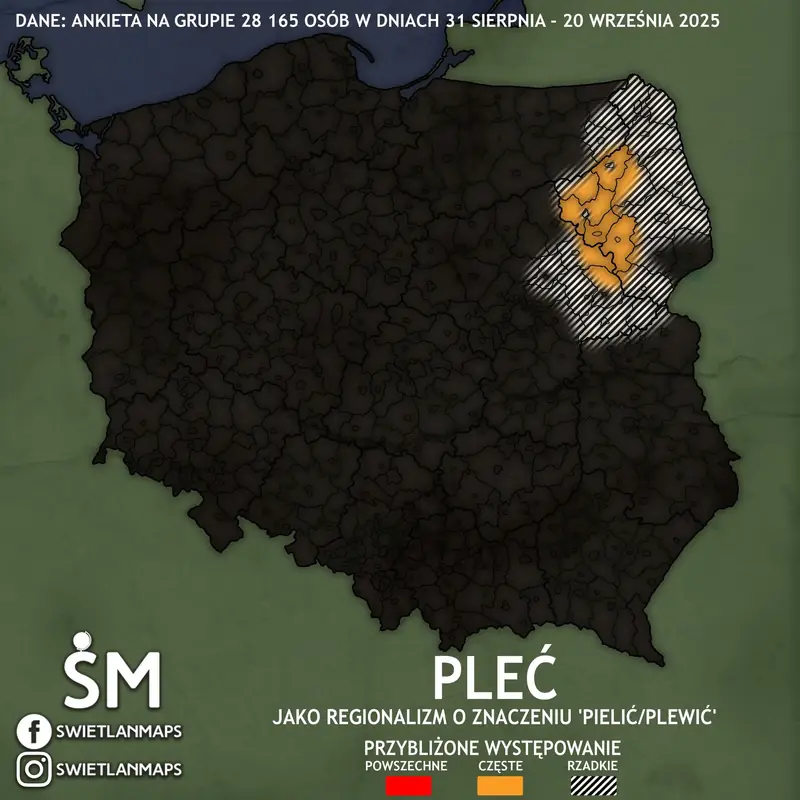 DANE: ANKIETA NA GRUPIE 28 165 OSÓB W DNIACH 31 SIERPNIA - 20 WRZEŚNIA 2025
ŚM
SWIETLANMAPS
SWIETLANMAPS
PLEĆ
JAKO REGIONALIZM O ZNACZENIU 'PIELIĆ/PLEWIĆ'
PRZYBLIŻONE WYSTĘPOWANIE
POWSZECHNE CZĘSTE RZADKIE